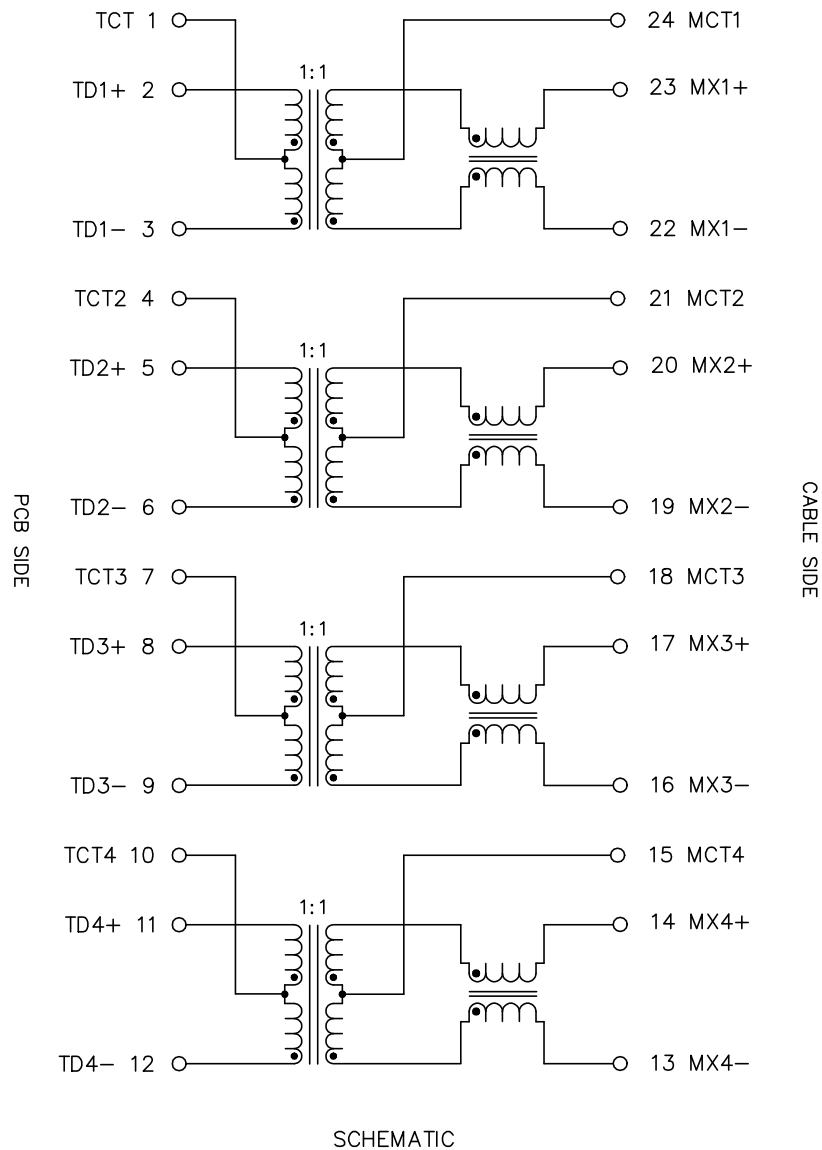 TCT 1
24 MCT1
1:1
TD1+ 2
23 MX1+
TD1− 3
22 MX1−
TCT2 4
21 MCT2
1:1
TD2+ 5
20 MX2+
TD2− 6
19 MX2−
PCB SIDE
CABLE SIDE
TCT3 7
18 MCT3
1:1
TD3+ 8
17 MX3+
TD3− 9
16 MX3−
TCT4 10
15 MCT4
1:1
TD4+ 11
14 MX4+
TD4− 12
13 MX4−
SCHEMATIC